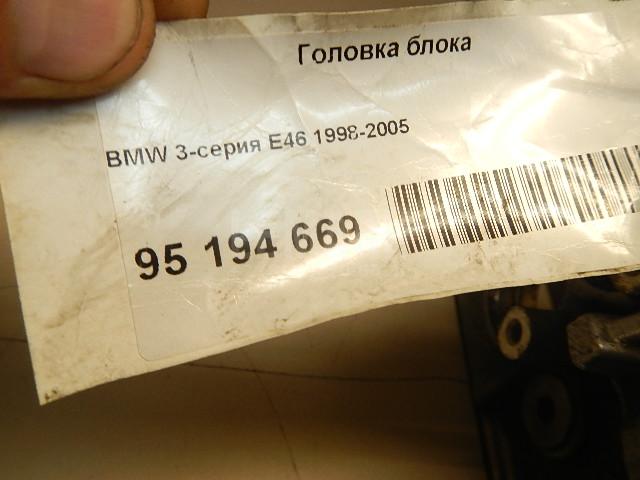 Головка блока
BMW 3-серия E46 1998-2005
95 194 669